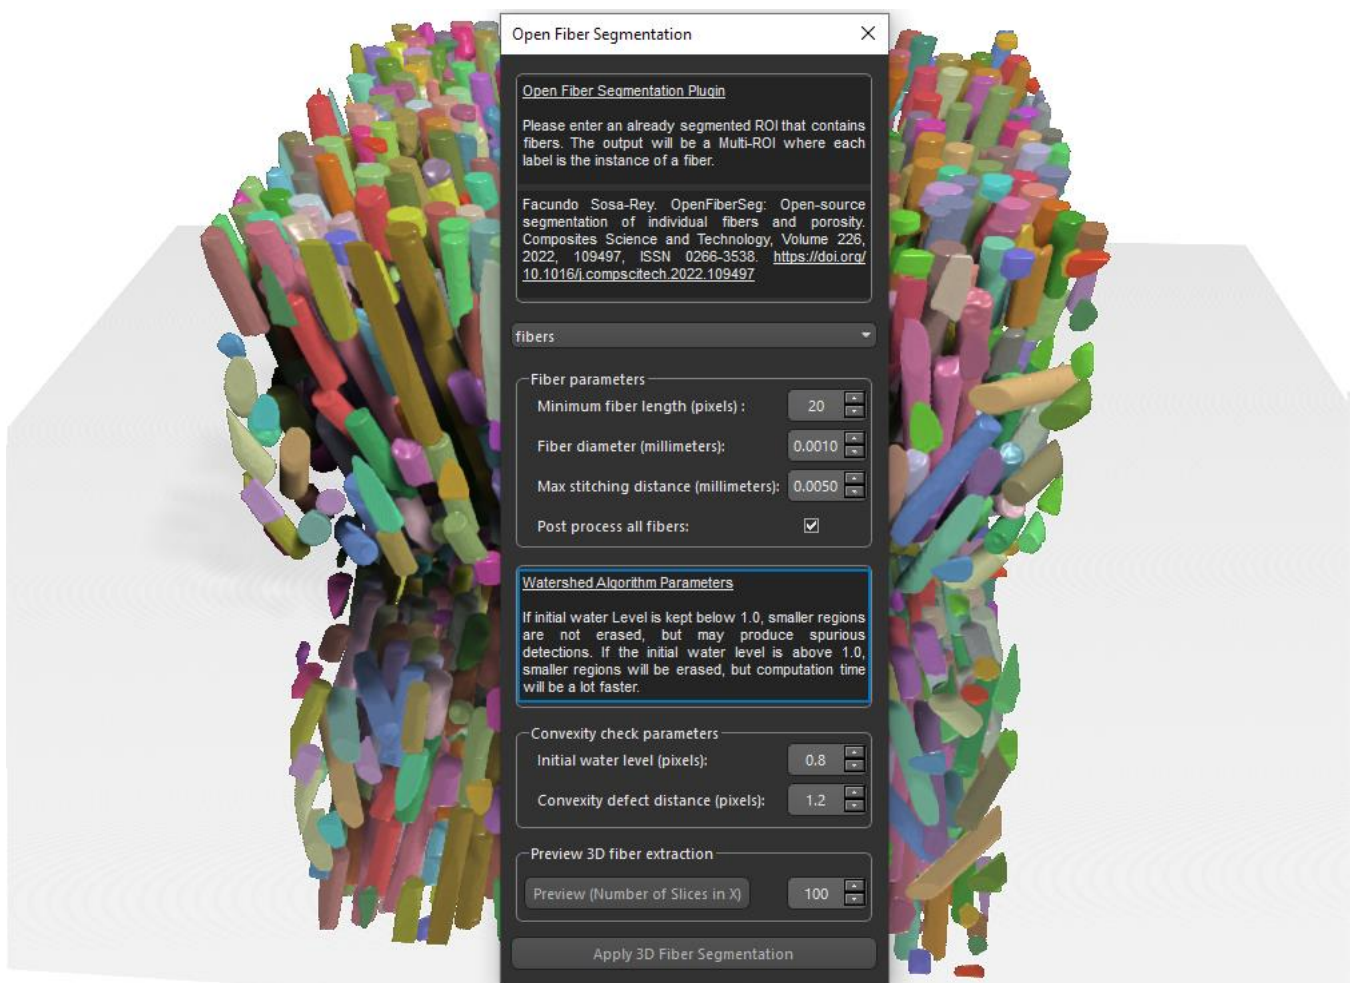 Open Fiber Segmentation
Open Fiber Segmentation Plugin
Please enter an already segmented ROI that contains
fibers. The output will be a Multi-ROI where each
label is the instance of a fiber.
Facundo Sosa-Rey. OpenFiberSeg: Open-source
segmentation of individual fibers and porosity.
Composites Science and Technology, Volume 226,
2022, 109497, ISSN 0266-3538. https://doi.org/
10.1016/j.compscitech.2022.109497
fibers
Fiber parameters
Minimum fiber length (pixels) : 20
Fiber diameter (millimeters): 0.0010
Max stitching distance (millimeters): 0.0050
Post process all fibers:
Watershed Algorithm Parameters
If initial water Level is kept below 1.0, smaller regions
are not erased, but may produce spurious
detections. If the initial water level is above 1.0,
smaller regions will be erased, but computation time
will be a lot faster.
Convexity check parameters
Initial water level (pixels): 0.8
Convexity defect distance (pixels): 1.2
Preview 3D fiber extraction
Preview (Number of Slices in X) 100
Apply 3D Fiber Segmentation